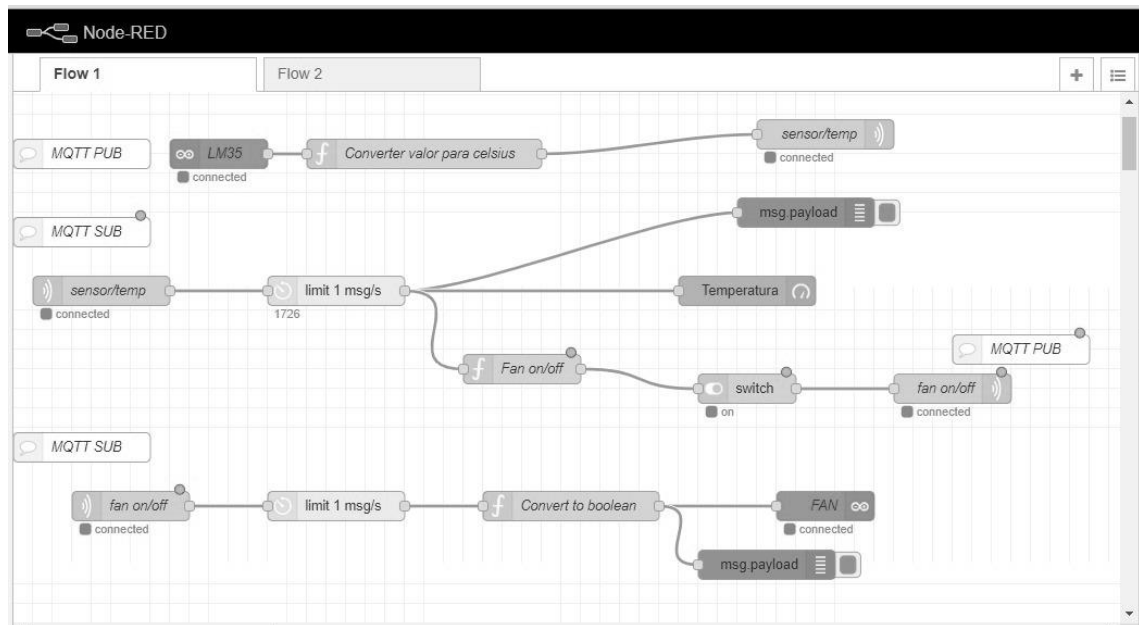 Node-RED
Flow 1
Flow 2
MQTT PUB
LM35
connected
Converter valor para celsius
sensor/temp
connected
msg.payload
MQTT SUB
sensor/temp
connected
limit 1 msg/s
1726
Temperatura
MQTT PUB
Fan on/off
switch
on
fan on/off
connected
MQTT SUB
fan on/off
connected
limit 1 msg/s
Convert to boolean
FAN
connected
msg.payload